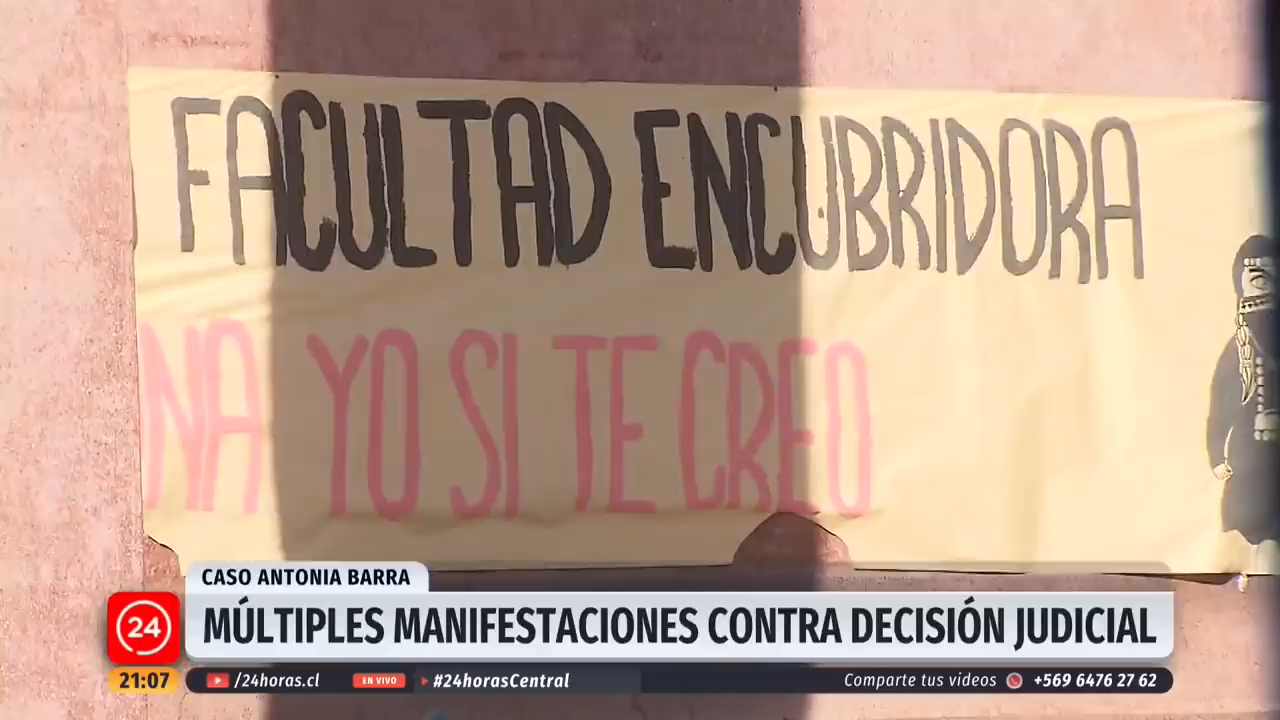 FACULTAD ENCUBRIDORA
NA YO SI TE CREO
CASO ANTONIA BARRA
24
MÚLTIPLES MANIFESTACIONES CONTRA DECISIÓN JUDICIAL
21:07 /24horas.cl EN VIVO #24horasCentral Comparte tus videos +569 6476 27 62